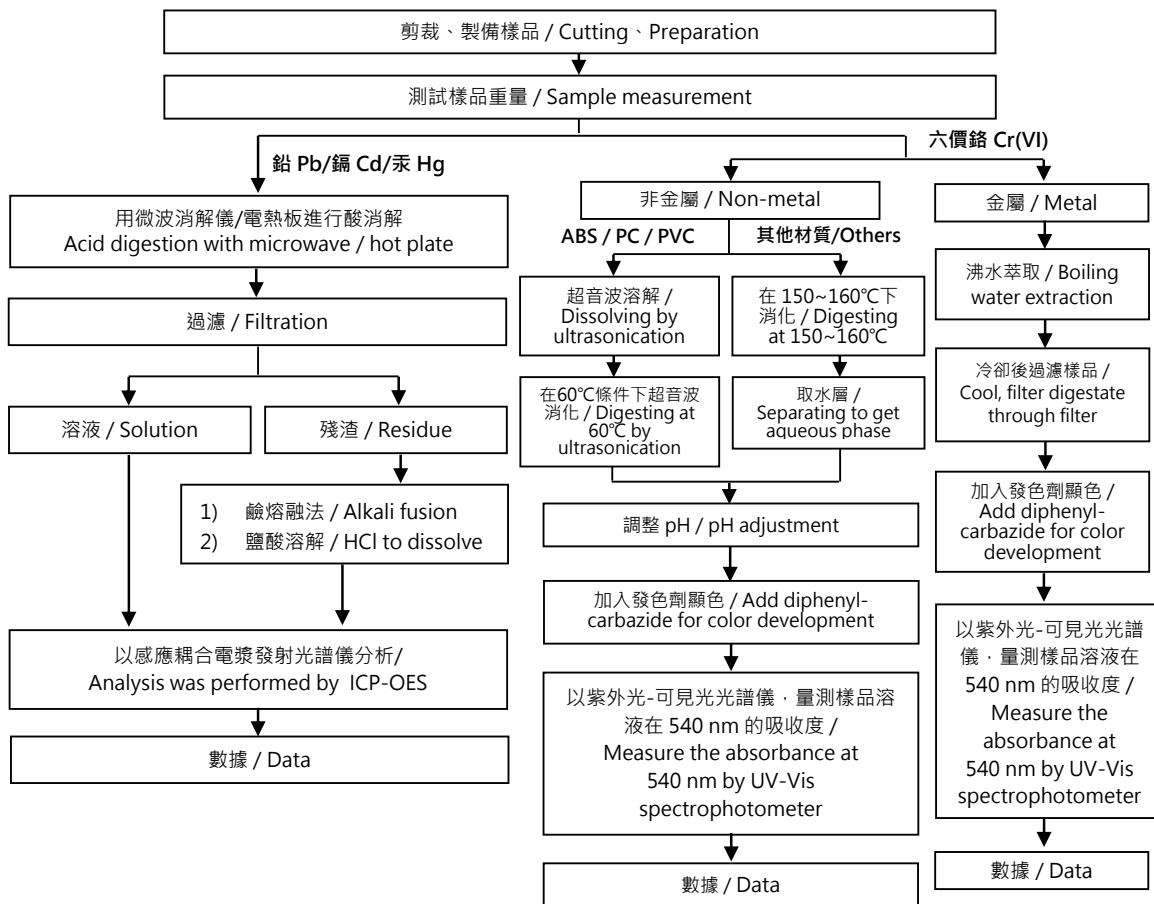 剪裁、製備樣品 / Cutting、Preparation
測試樣品重量 / Sample measurement
鉛 Pb/鎘 Cd/汞 Hg
六價鉻 Cr(VI)
用微波消解儀/電熱板進行酸消解
Acid digestion with microwave / hot plate
過濾 / Filtration
溶液 / Solution
殘渣 / Residue
1) 鹼熔融法 / Alkali fusion
2) 鹽酸溶解 / HCl to dissolve
以感應耦合電漿發射光譜儀分析/
Analysis was performed by ICP-OES
數據 / Data
非金屬 / Non-metal
ABS / PC / PVC
其他材質/Others
超音波溶解 /
Dissolving by
ultrasonication
在60℃條件下超音波
消化 / Digesting at
60℃ by
ultrasonication
在 150~160℃下
消化 / Digesting
at 150~160℃
取水層 /
Separating to get
aqueous phase
調整 pH / pH adjustment
加入發色劑顯色 / Add diphenyl-
carbazide for color development
以紫外光-可見光光譜儀，量測樣品溶
液在 540 nm 的吸收度 /
Measure the absorbance at
540 nm by UV-Vis
spectrophotometer
數據 / Data
金屬 / Metal
沸水萃取 / Boiling
water extraction
冷卻後過濾樣品 /
Cool, filter digestate
through filter
加入發色劑顯色 /
Add diphenyl-
carbazide for color
development
以紫外光-可見光光譜
儀，量測樣品溶液在
540 nm 的吸收度 /
Measure the
absorbance at
540 nm by UV-Vis
spectrophotometer
數據 / Data